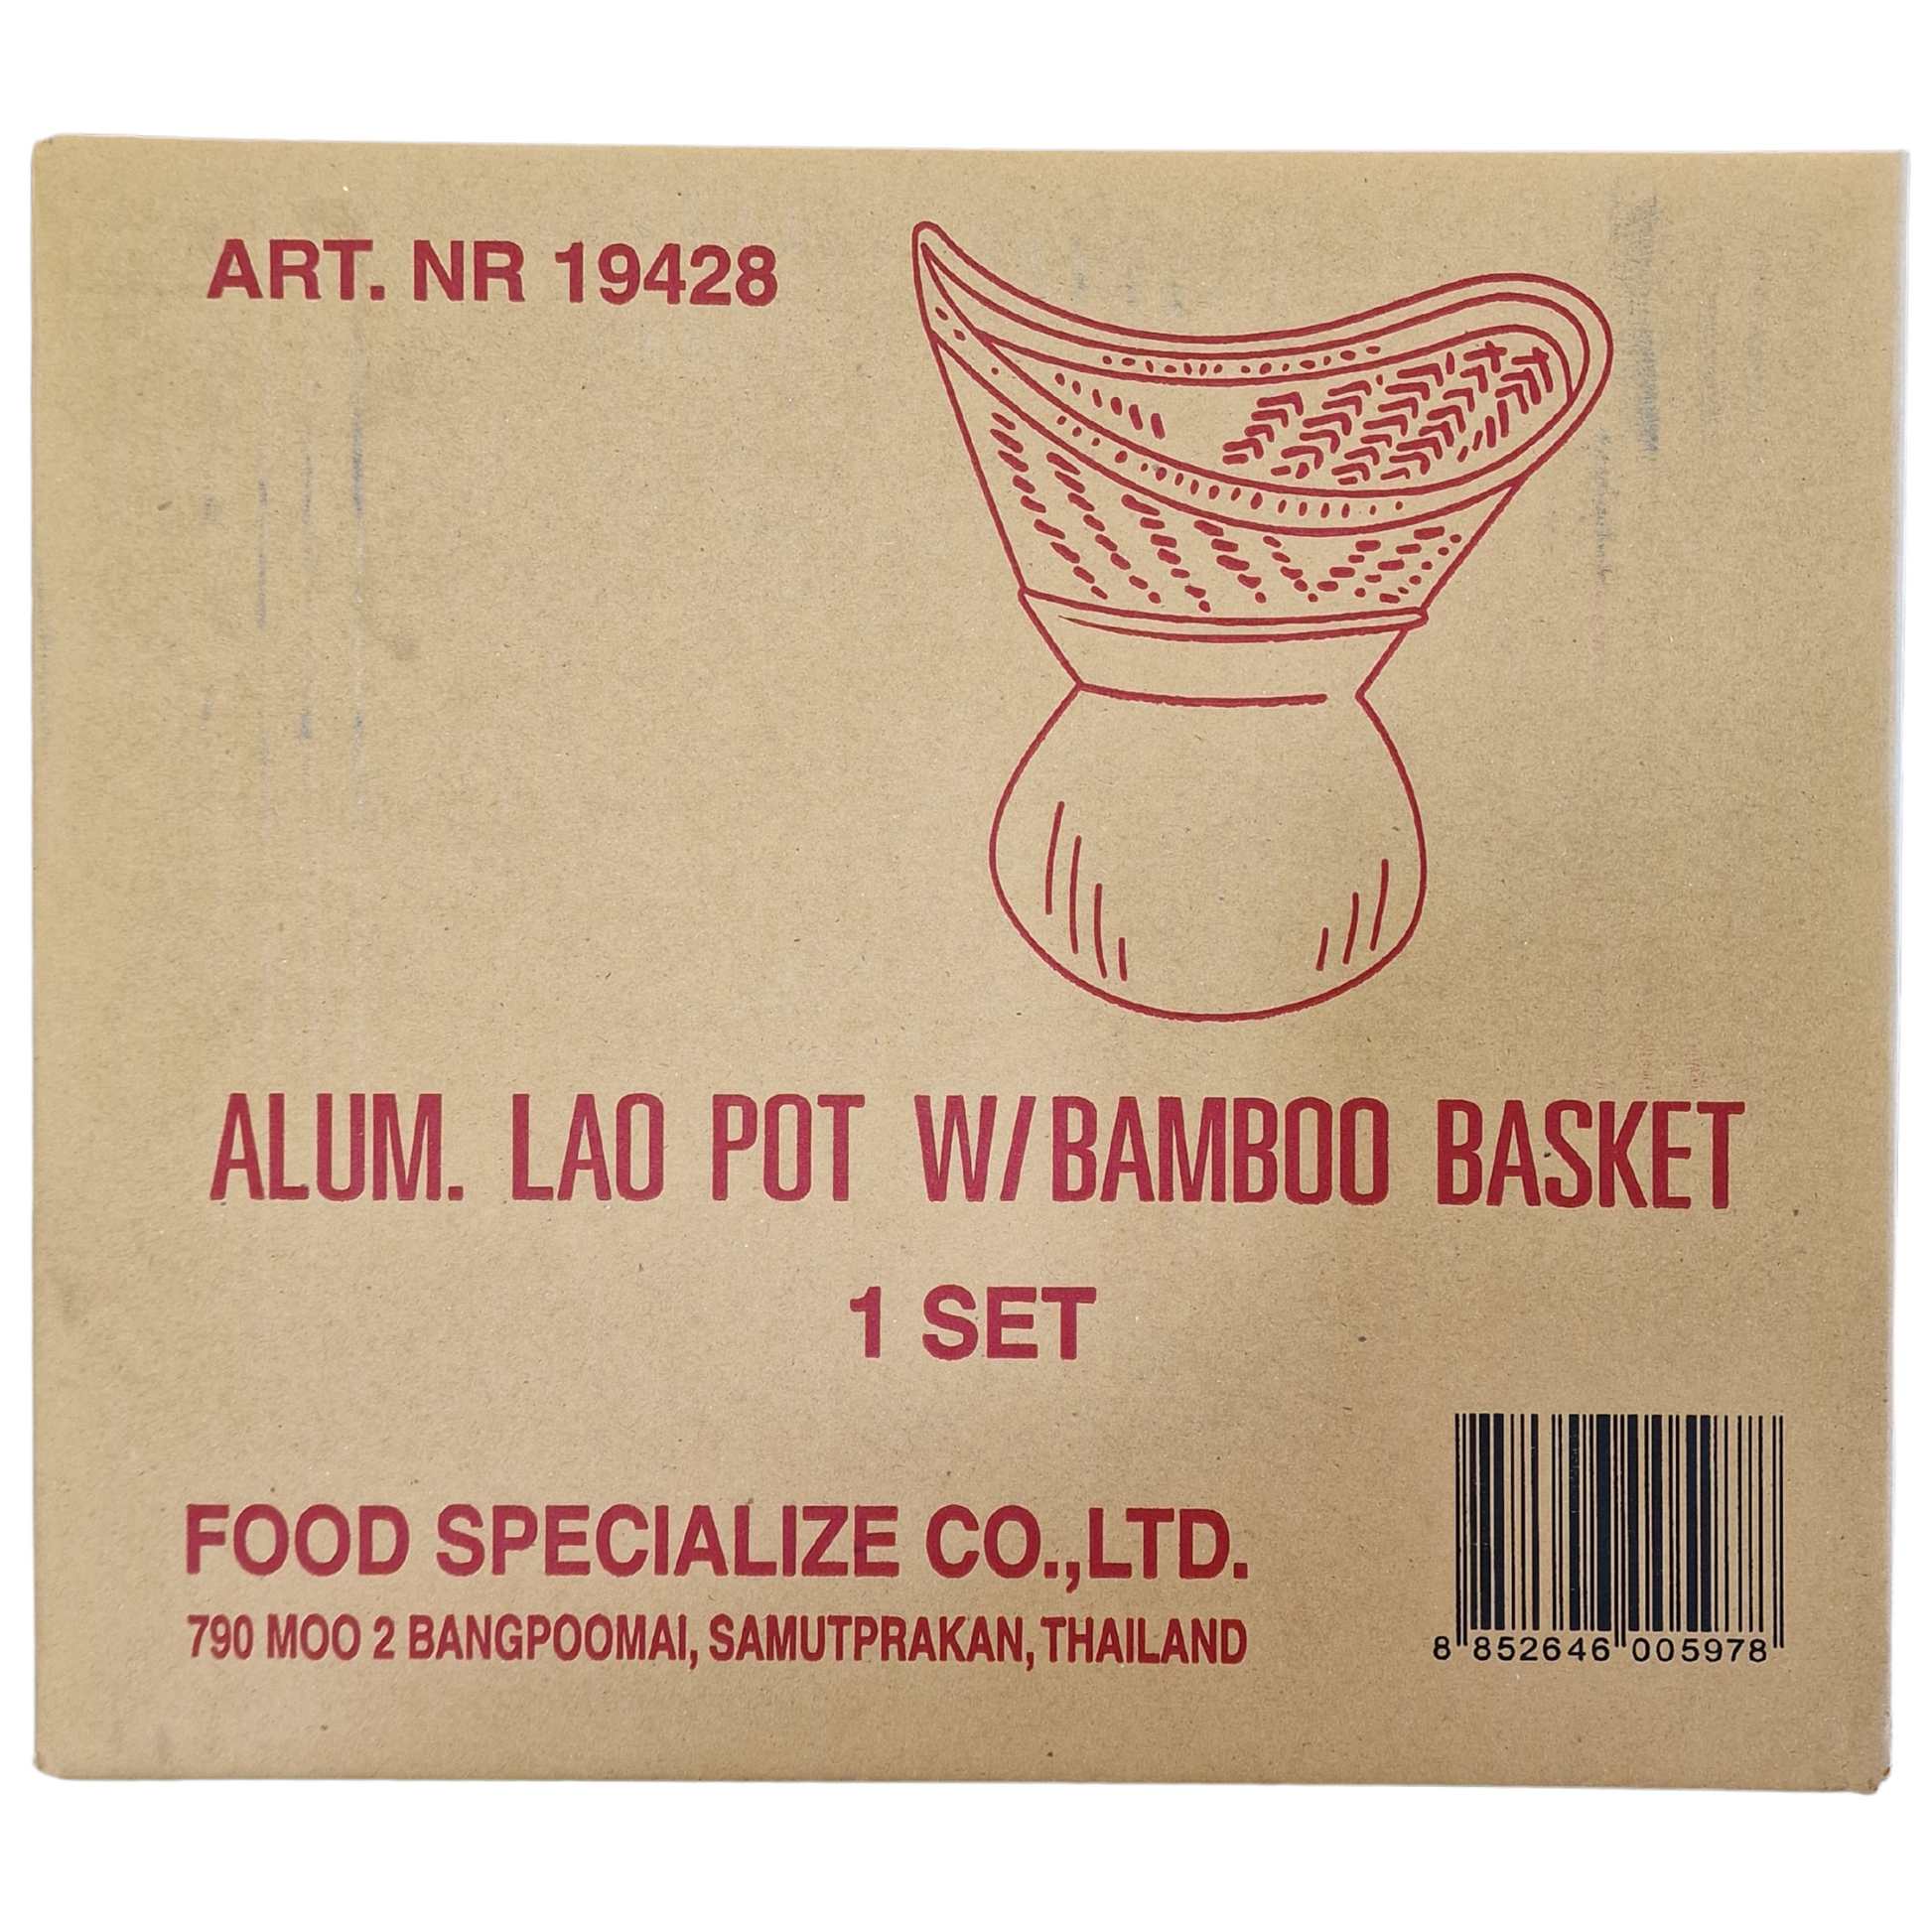 ART. NR 19428
ALUM. LAO POT W/BAMBOO BASKET
1 SET
FOOD SPECIALIZE CO.,LTD.
790 MOO 2 BANGPOOMAI, SAMUTPRAKAN, THAILAND
8 852646 005978